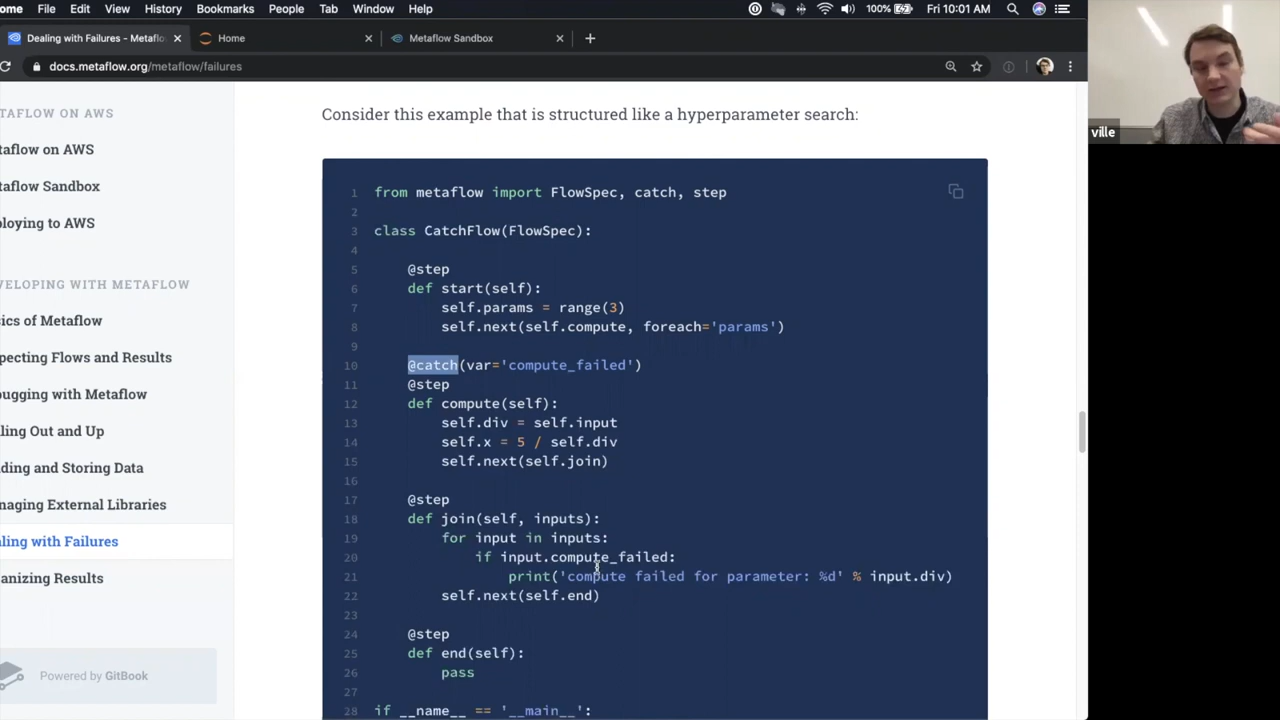 ome File Edit View History Bookmarks People Tab Window Help 100% Fri 10:01 AM
Dealing with Failures - Metaflo Home Metaflow Sandbox
docs.metaflow.org/metaflow/failures
ville
TAFLOW ON AWS
taflow on AWS
taflow Sandbox
ploying to AWS
VELOPING WITH METAFLOW
sics of Metaflow
pecting Flows and Results
bugging with Metaflow
ling Out and Up
ding and Storing Data
naging External Libraries
ling with Failures
anizing Results
Powered by GitBook
Consider this example that is structured like a hyperparameter search:
1 from metaflow import FlowSpec, catch, step
2
3 class CatchFlow(FlowSpec):
4
5 @step
6 def start(self):
7 self.params = range(3)
8 self.next(self.compute, foreach='params')
9
10 @catch(var='compute_failed')
11 @step
12 def compute(self):
13 self.div = self.input
14 self.x = 5 / self.div
15 self.next(self.join)
16
17 @step
18 def join(self, inputs):
19 for input in inputs:
20 if input.compute_failed:
21 print('compute failed for parameter: %d' % input.div)
22 self.next(self.end)
23
24 @step
25 def end(self):
26 pass
27
28 if __name__ == '__main__':